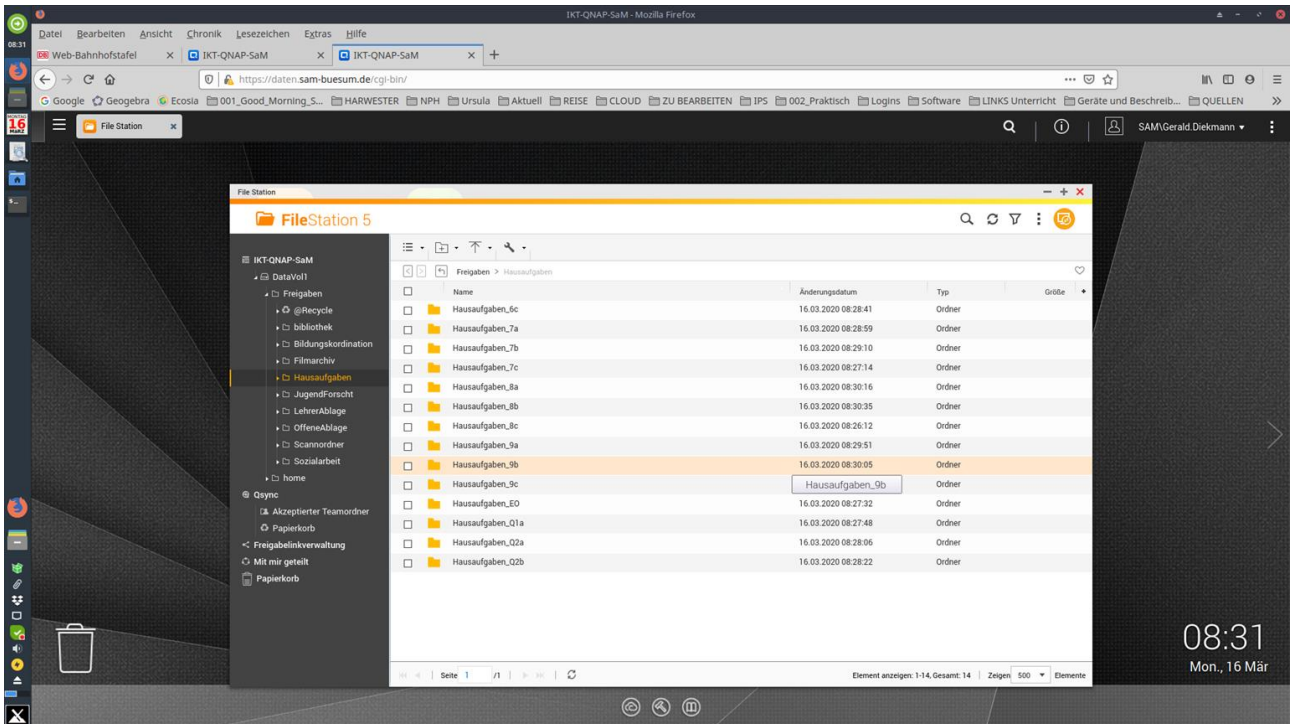 IKT-QNAP-SaM - Mozilla Firefox
08:31
Datei Bearbeiten Ansicht Chronik Lesezeichen Extras Hilfe
DB Web-Bahnhofstafel IKT-QNAP-SaM IKT-QNAP-SaM
https://daten.sam-buesum.de/cgi-bin/
Google Geogebra Ecosia 001_Good_Morning_S... HARWESTER NPH Ursula Aktuell REISE CLOUD ZU BEARBEITEN IPS 002_Praktisch Logins Software LINKS Unterricht Geräte und Beschreib... QUELLEN
MONTAG
16
MÄRZ
File Station
SAM\Gerald.Diekmann
File Station
FileStation 5
IKT-QNAP-SaM
DataVol1
Freigaben
@Recycle
bibliothek
Bildungskordination
Filmarchiv
Hausaufgaben
JugendForscht
LehrerAblage
OffeneAblage
Scannordner
Sozialarbeit
home
Qsync
Akzeptierter Teamordner
Papierkorb
Freigabelinkverwaltung
Mit mir geteilt
Papierkorb
Freigaben > Hausaufgaben
Name Änderungsdatum Typ Größe
Hausaufgaben_6c 16.03.2020 08:28:41 Ordner
Hausaufgaben_7a 16.03.2020 08:28:59 Ordner
Hausaufgaben_7b 16.03.2020 08:29:10 Ordner
Hausaufgaben_7c 16.03.2020 08:27:14 Ordner
Hausaufgaben_8a 16.03.2020 08:30:16 Ordner
Hausaufgaben_8b 16.03.2020 08:30:35 Ordner
Hausaufgaben_8c 16.03.2020 08:26:12 Ordner
Hausaufgaben_9a 16.03.2020 08:29:51 Ordner
Hausaufgaben_9b 16.03.2020 08:30:05 Ordner
Hausaufgaben_9c Hausaufgaben_9b Ordner
Hausaufgaben_EO 16.03.2020 08:27:32 Ordner
Hausaufgaben_Q1a 16.03.2020 08:27:48 Ordner
Hausaufgaben_Q2a 16.03.2020 08:28:06 Ordner
Hausaufgaben_Q2b 16.03.2020 08:28:22 Ordner
Seite 1 /1 Element anzeigen: 1-14, Gesamt: 14 Zeigen 500 Elemente
08:31
Mon., 16 Mär